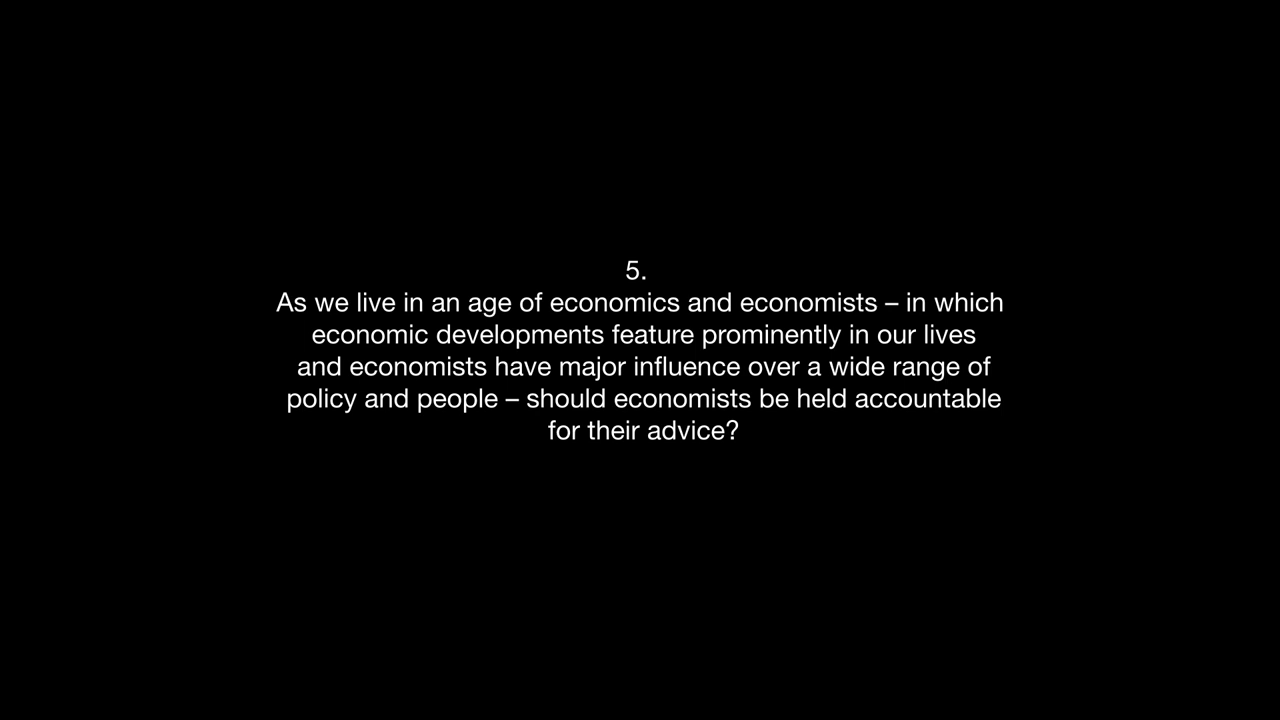 5.
As we live in an age of economics and economists – in which
economic developments feature prominently in our lives
and economists have major influence over a wide range of
policy and people – should economists be held accountable
for their advice?